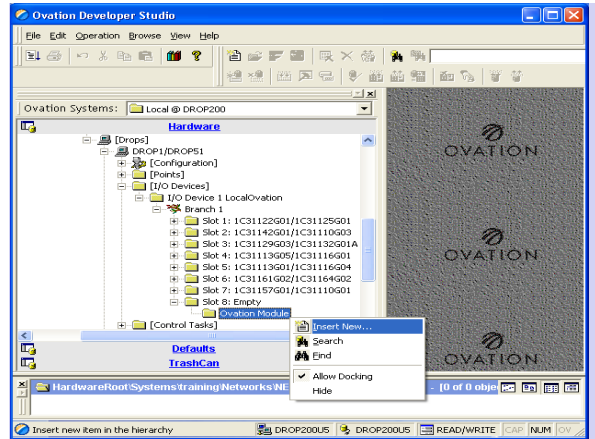 Ovation Developer Studio
File Edit Operation Browse View Help
Ovation Systems: Local @ DROP200
Hardware
[Drops]
DROP1/DROP51
[Configuration]
[Points]
[I/O Devices]
I/O Device 1 LocalOvation
Branch 1
Slot 1: 1C31122G01/1C31125G01
Slot 2: 1C31142G01/1C31110G03
Slot 3: 1C31129G03/1C31132G01A
Slot 4: 1C31113G05/1C31116G01
Slot 5: 1C31113G01/1C31116G04
Slot 6: 1C31161G02/1C31164G02
Slot 7: 1C31157G01/1C31110G01
Slot 8: Empty
Ovation Module
[Control Tasks]
Insert New...
Search
Find
Allow Docking
Hide
Defaults
TrashCan
OVATION
OVATION
OVATION
HardwareRoot\Systems\training\Networks\NE - [0 of 0 obje
Insert new item in the hierarchy DROP200U5 DROP200U5 READ/WRITE CAP NUM OV